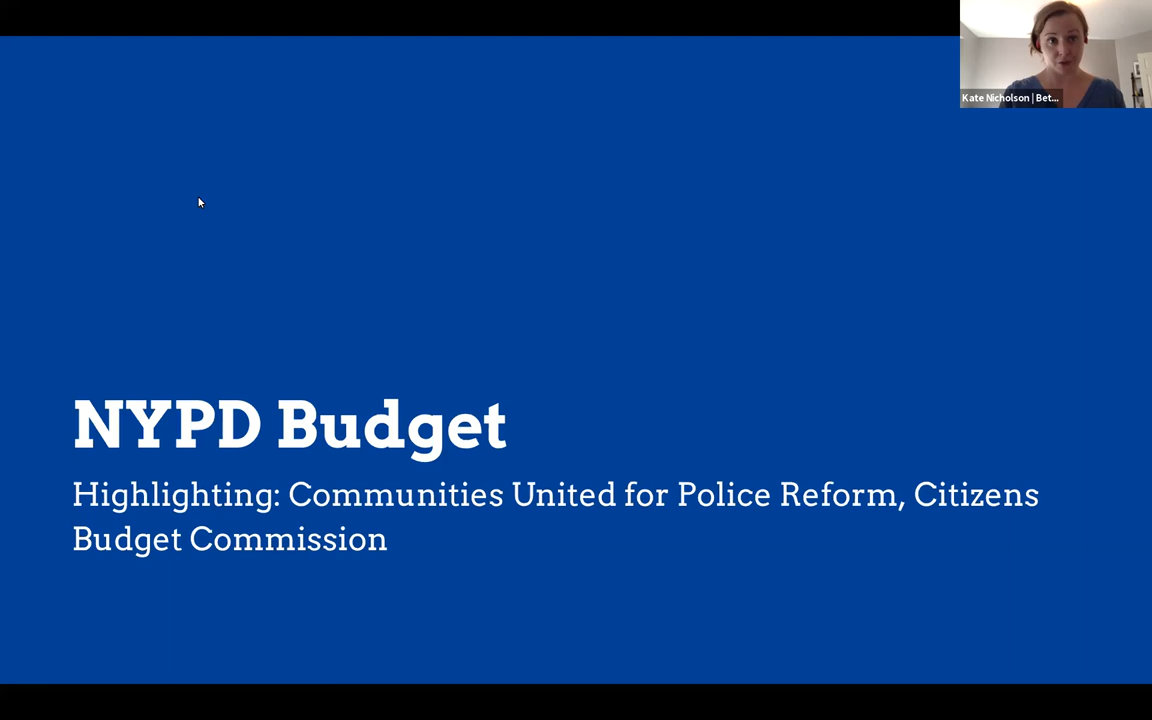 Kate Nicholson | Bet...
NYPD Budget
Highlighting: Communities United for Police Reform, Citizens
Budget Commission